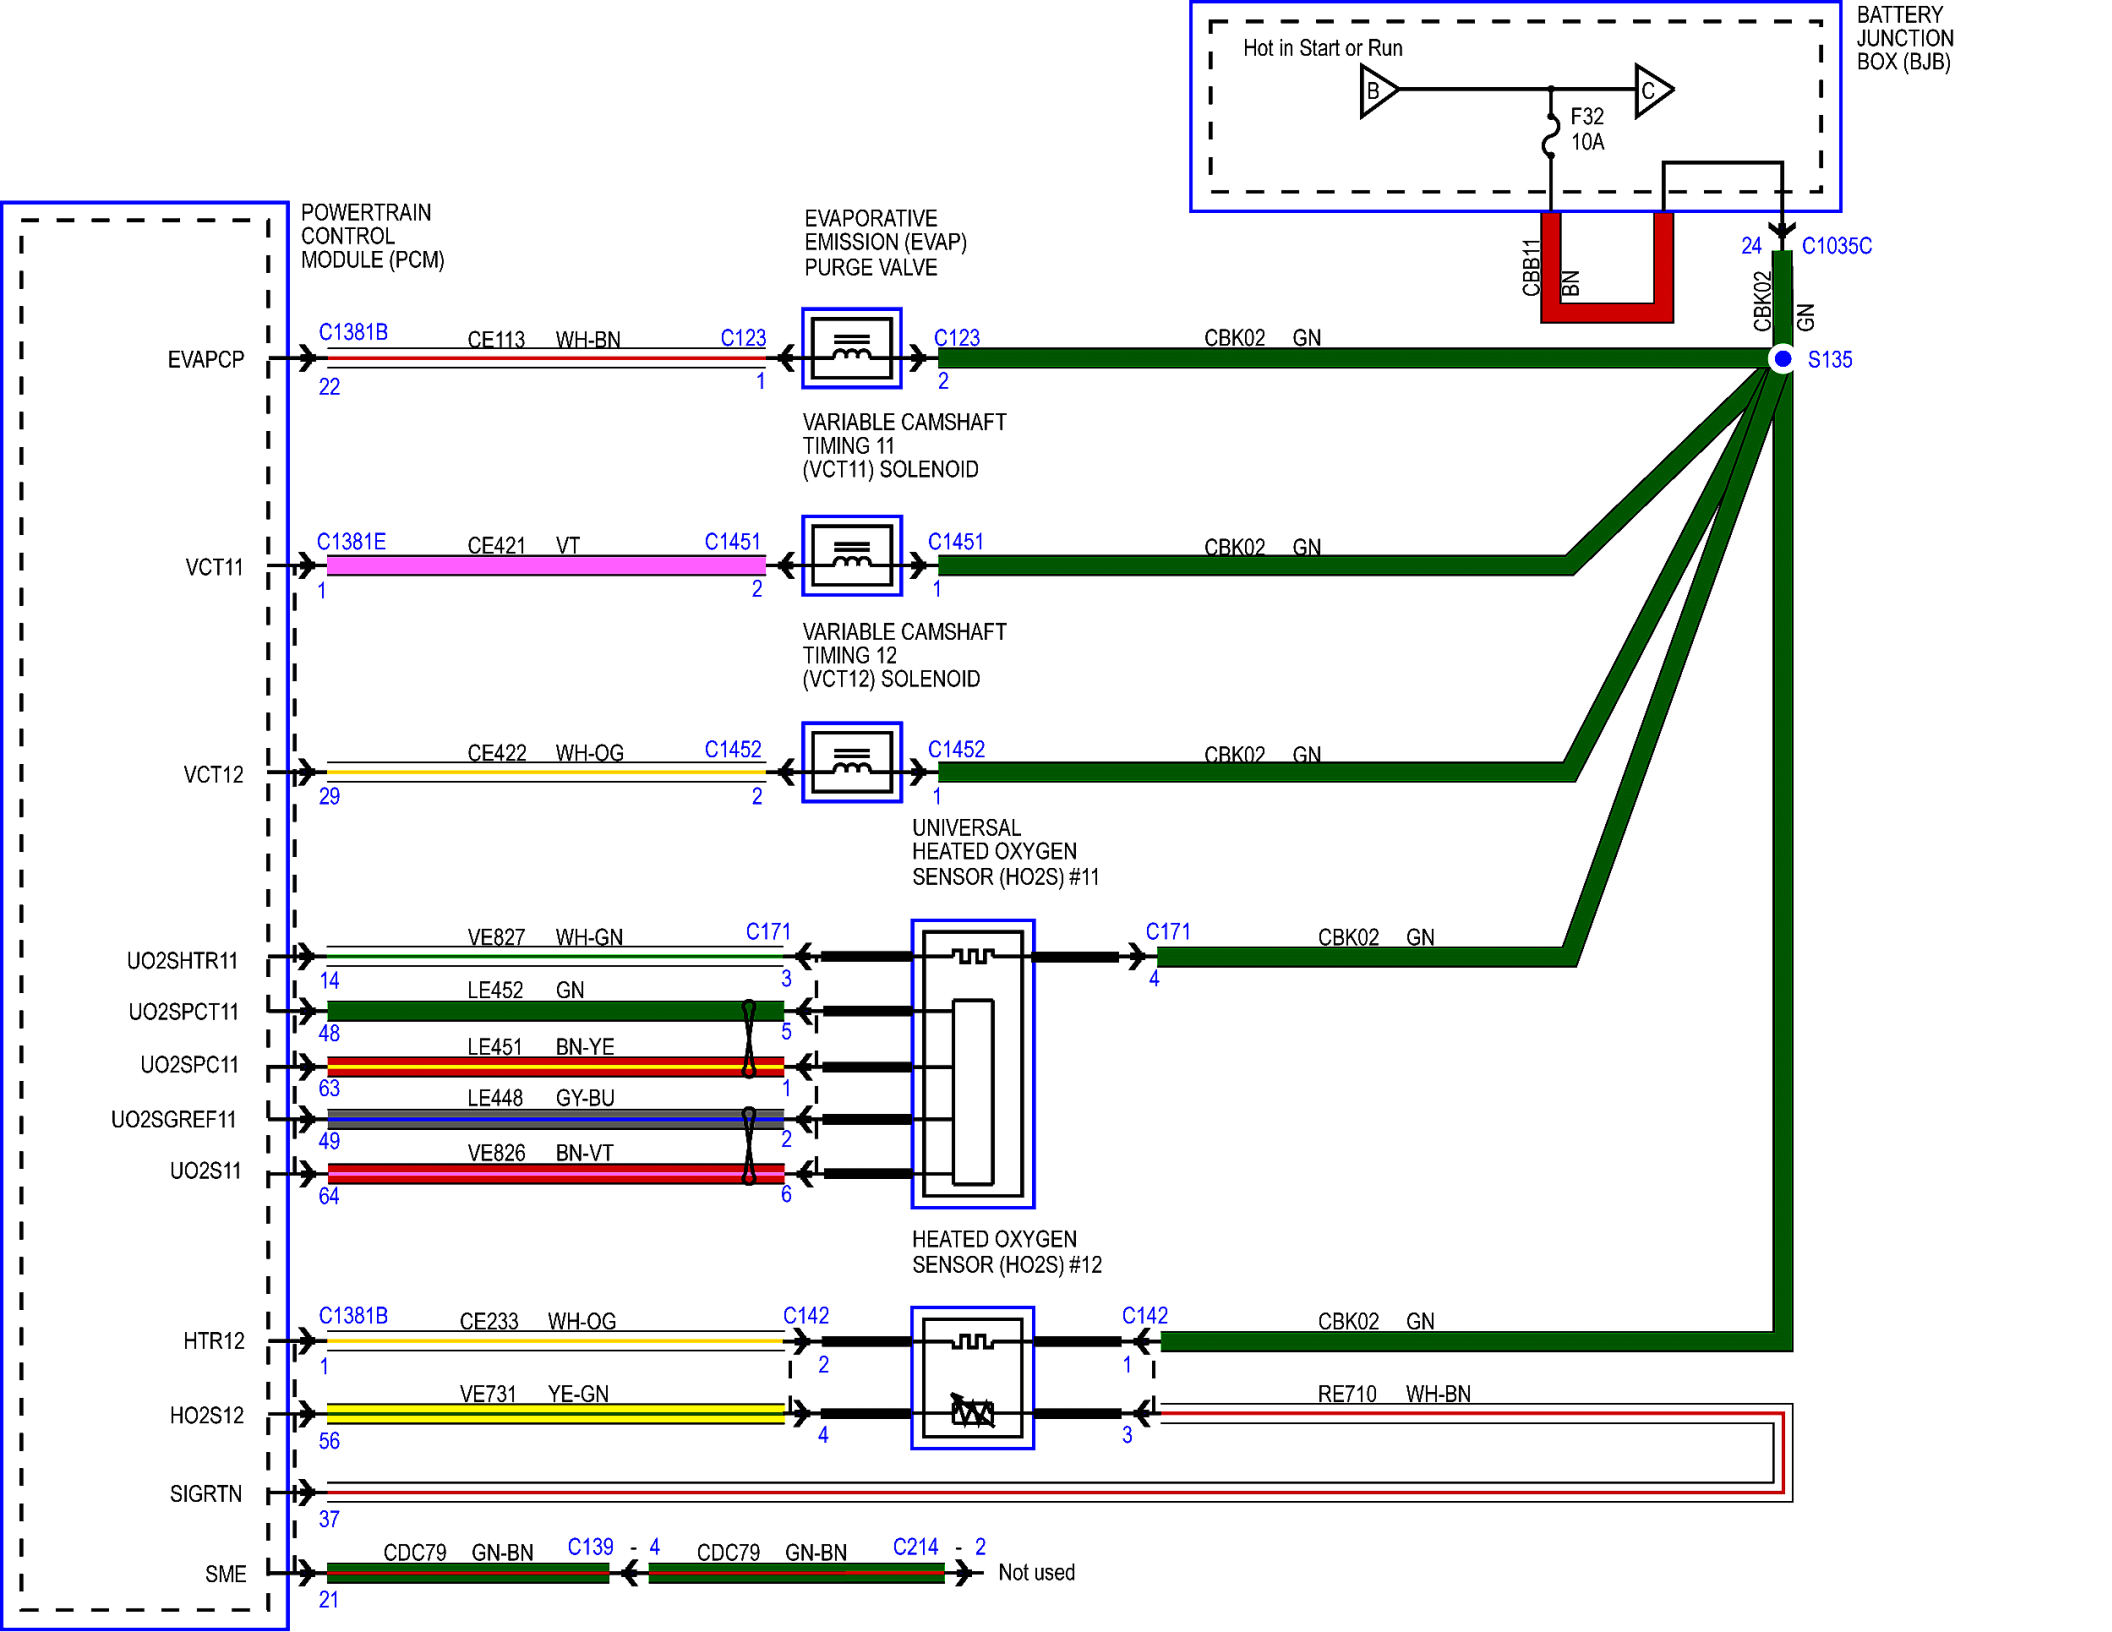 BATTERY
JUNCTION
BOX (BJB)
Hot in Start or Run
B
C
F32
10A
CBB11
BN
24
C1035C
CBK02
GN
S135
POWERTRAIN
CONTROL
MODULE (PCM)
EVAPORATIVE
EMISSION (EVAP)
PURGE VALVE
EVAPCP
C1381B
22
CE113 WH-BN
C123
1
C123
2
CBK02 GN
VARIABLE CAMSHAFT
TIMING 11
(VCT11) SOLENOID
VCT11
C1381E
1
CE421 VT
C1451
2
C1451
1
CBK02 GN
VARIABLE CAMSHAFT
TIMING 12
(VCT12) SOLENOID
VCT12
29
CE422 WH-OG
C1452
2
C1452
1
CBK02 GN
UNIVERSAL
HEATED OXYGEN
SENSOR (HO2S) #11
UO2SHTR11
14
VE827 WH-GN
C171
3
C171
4
CBK02 GN
UO2SPCT11
48
LE452 GN
5
UO2SPC11
63
LE451 BN-YE
1
UO2SGREF11
49
LE448 GY-BU
2
UO2S11
64
VE826 BN-VT
6
HEATED OXYGEN
SENSOR (HO2S) #12
HTR12
C1381B
1
CE233 WH-OG
C142
2
C142
1
CBK02 GN
HO2S12
56
VE731 YE-GN
4
3
RE710 WH-BN
SIGRTN
37
SME
21
CDC79 GN-BN
C139 - 4
CDC79 GN-BN
C214 - 2
Not used